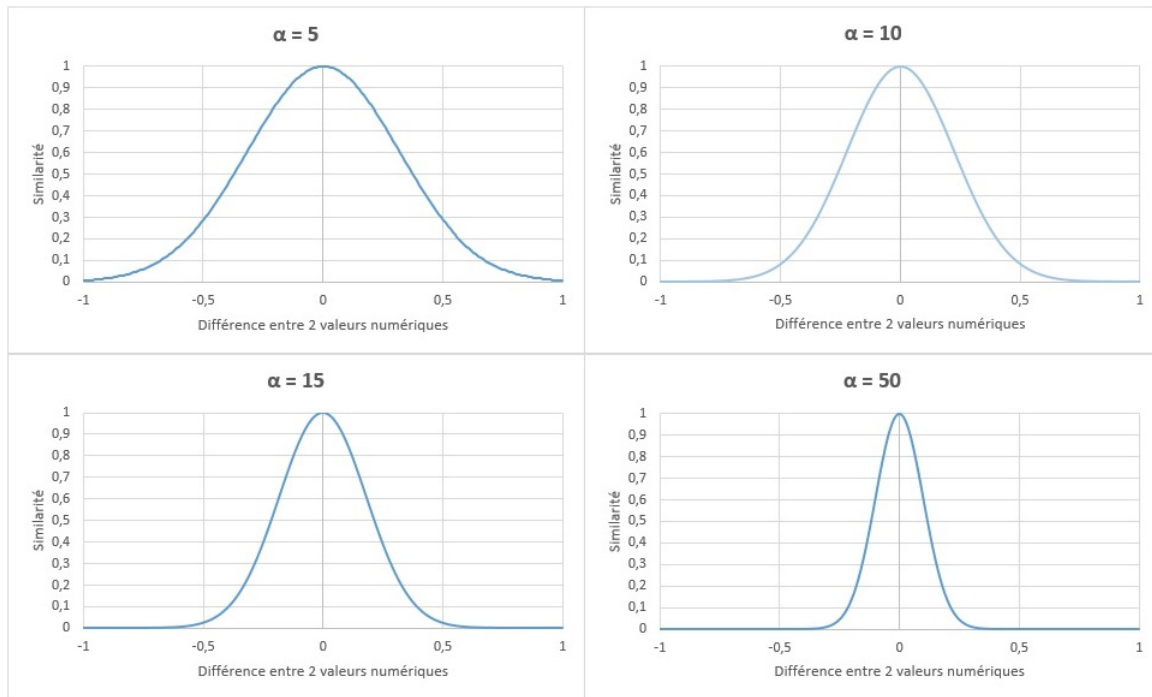 α = 5
1
0,9
0,8
0,7
0,6
0,5
0,4
0,3
0,2
0,1
0
Similarité
-1 -0,5 0 0,5 1
Différence entre 2 valeurs numériques
α = 10
1
0,9
0,8
0,7
0,6
0,5
0,4
0,3
0,2
0,1
0
Similarité
-1 -0,5 0 0,5 1
Différence entre 2 valeurs numériques
α = 15
1
0,9
0,8
0,7
0,6
0,5
0,4
0,3
0,2
0,1
0
Similarité
-1 -0,5 0 0,5 1
Différence entre 2 valeurs numériques
α = 50
1
0,9
0,8
0,7
0,6
0,5
0,4
0,3
0,2
0,1
0
Similarité
-1 -0,5 0 0,5 1
Différence entre 2 valeurs numériques